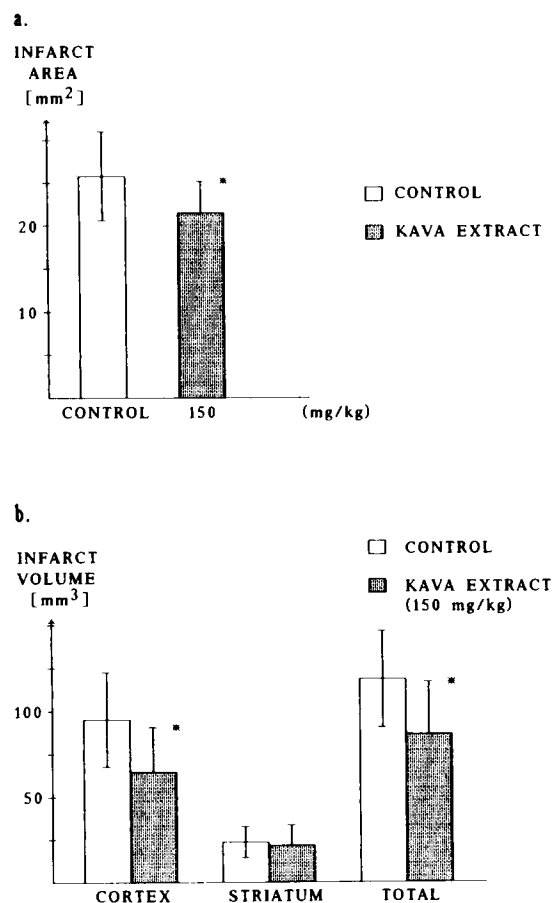 a.
INFARCT
AREA
[mm2]
20
10
CONTROL
150
(mg/kg)
*
CONTROL
KAVA EXTRACT
b.
INFARCT
VOLUME
[mm3]
100
50
CORTEX
STRIATUM
TOTAL
*
*
CONTROL
KAVA EXTRACT
(150 mg/kg)